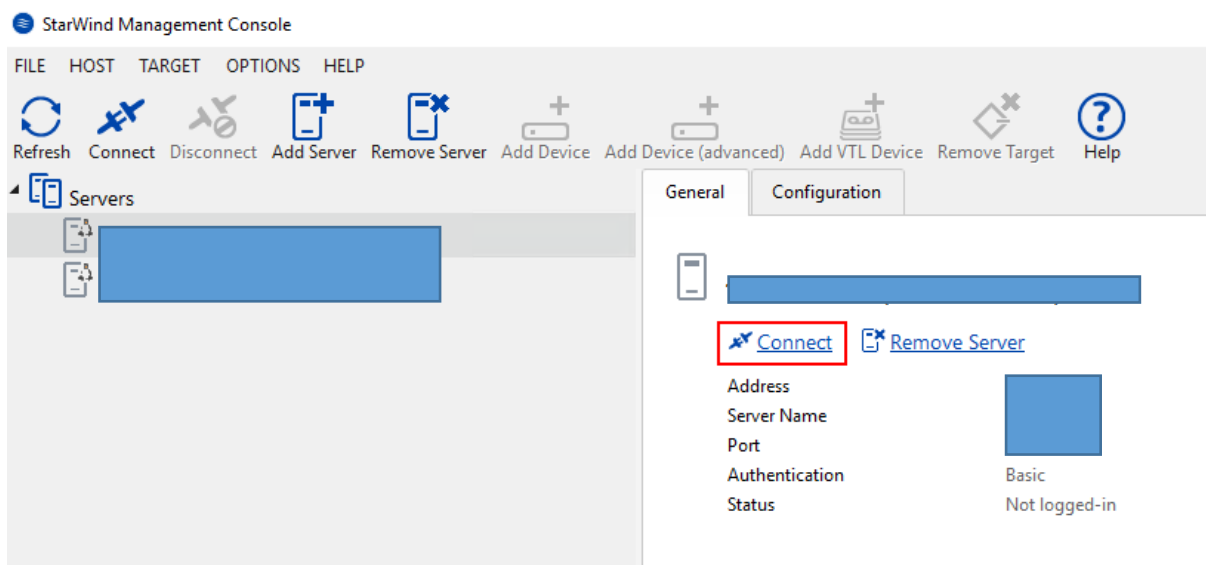 StarWind Management Console
FILE HOST TARGET OPTIONS HELP
Refresh Connect Disconnect Add Server Remove Server Add Device Add Device (advanced) Add VTL Device Remove Target Help
Servers
General Configuration
Connect Remove Server
Address
Server Name
Port
Authentication Basic
Status Not logged-in